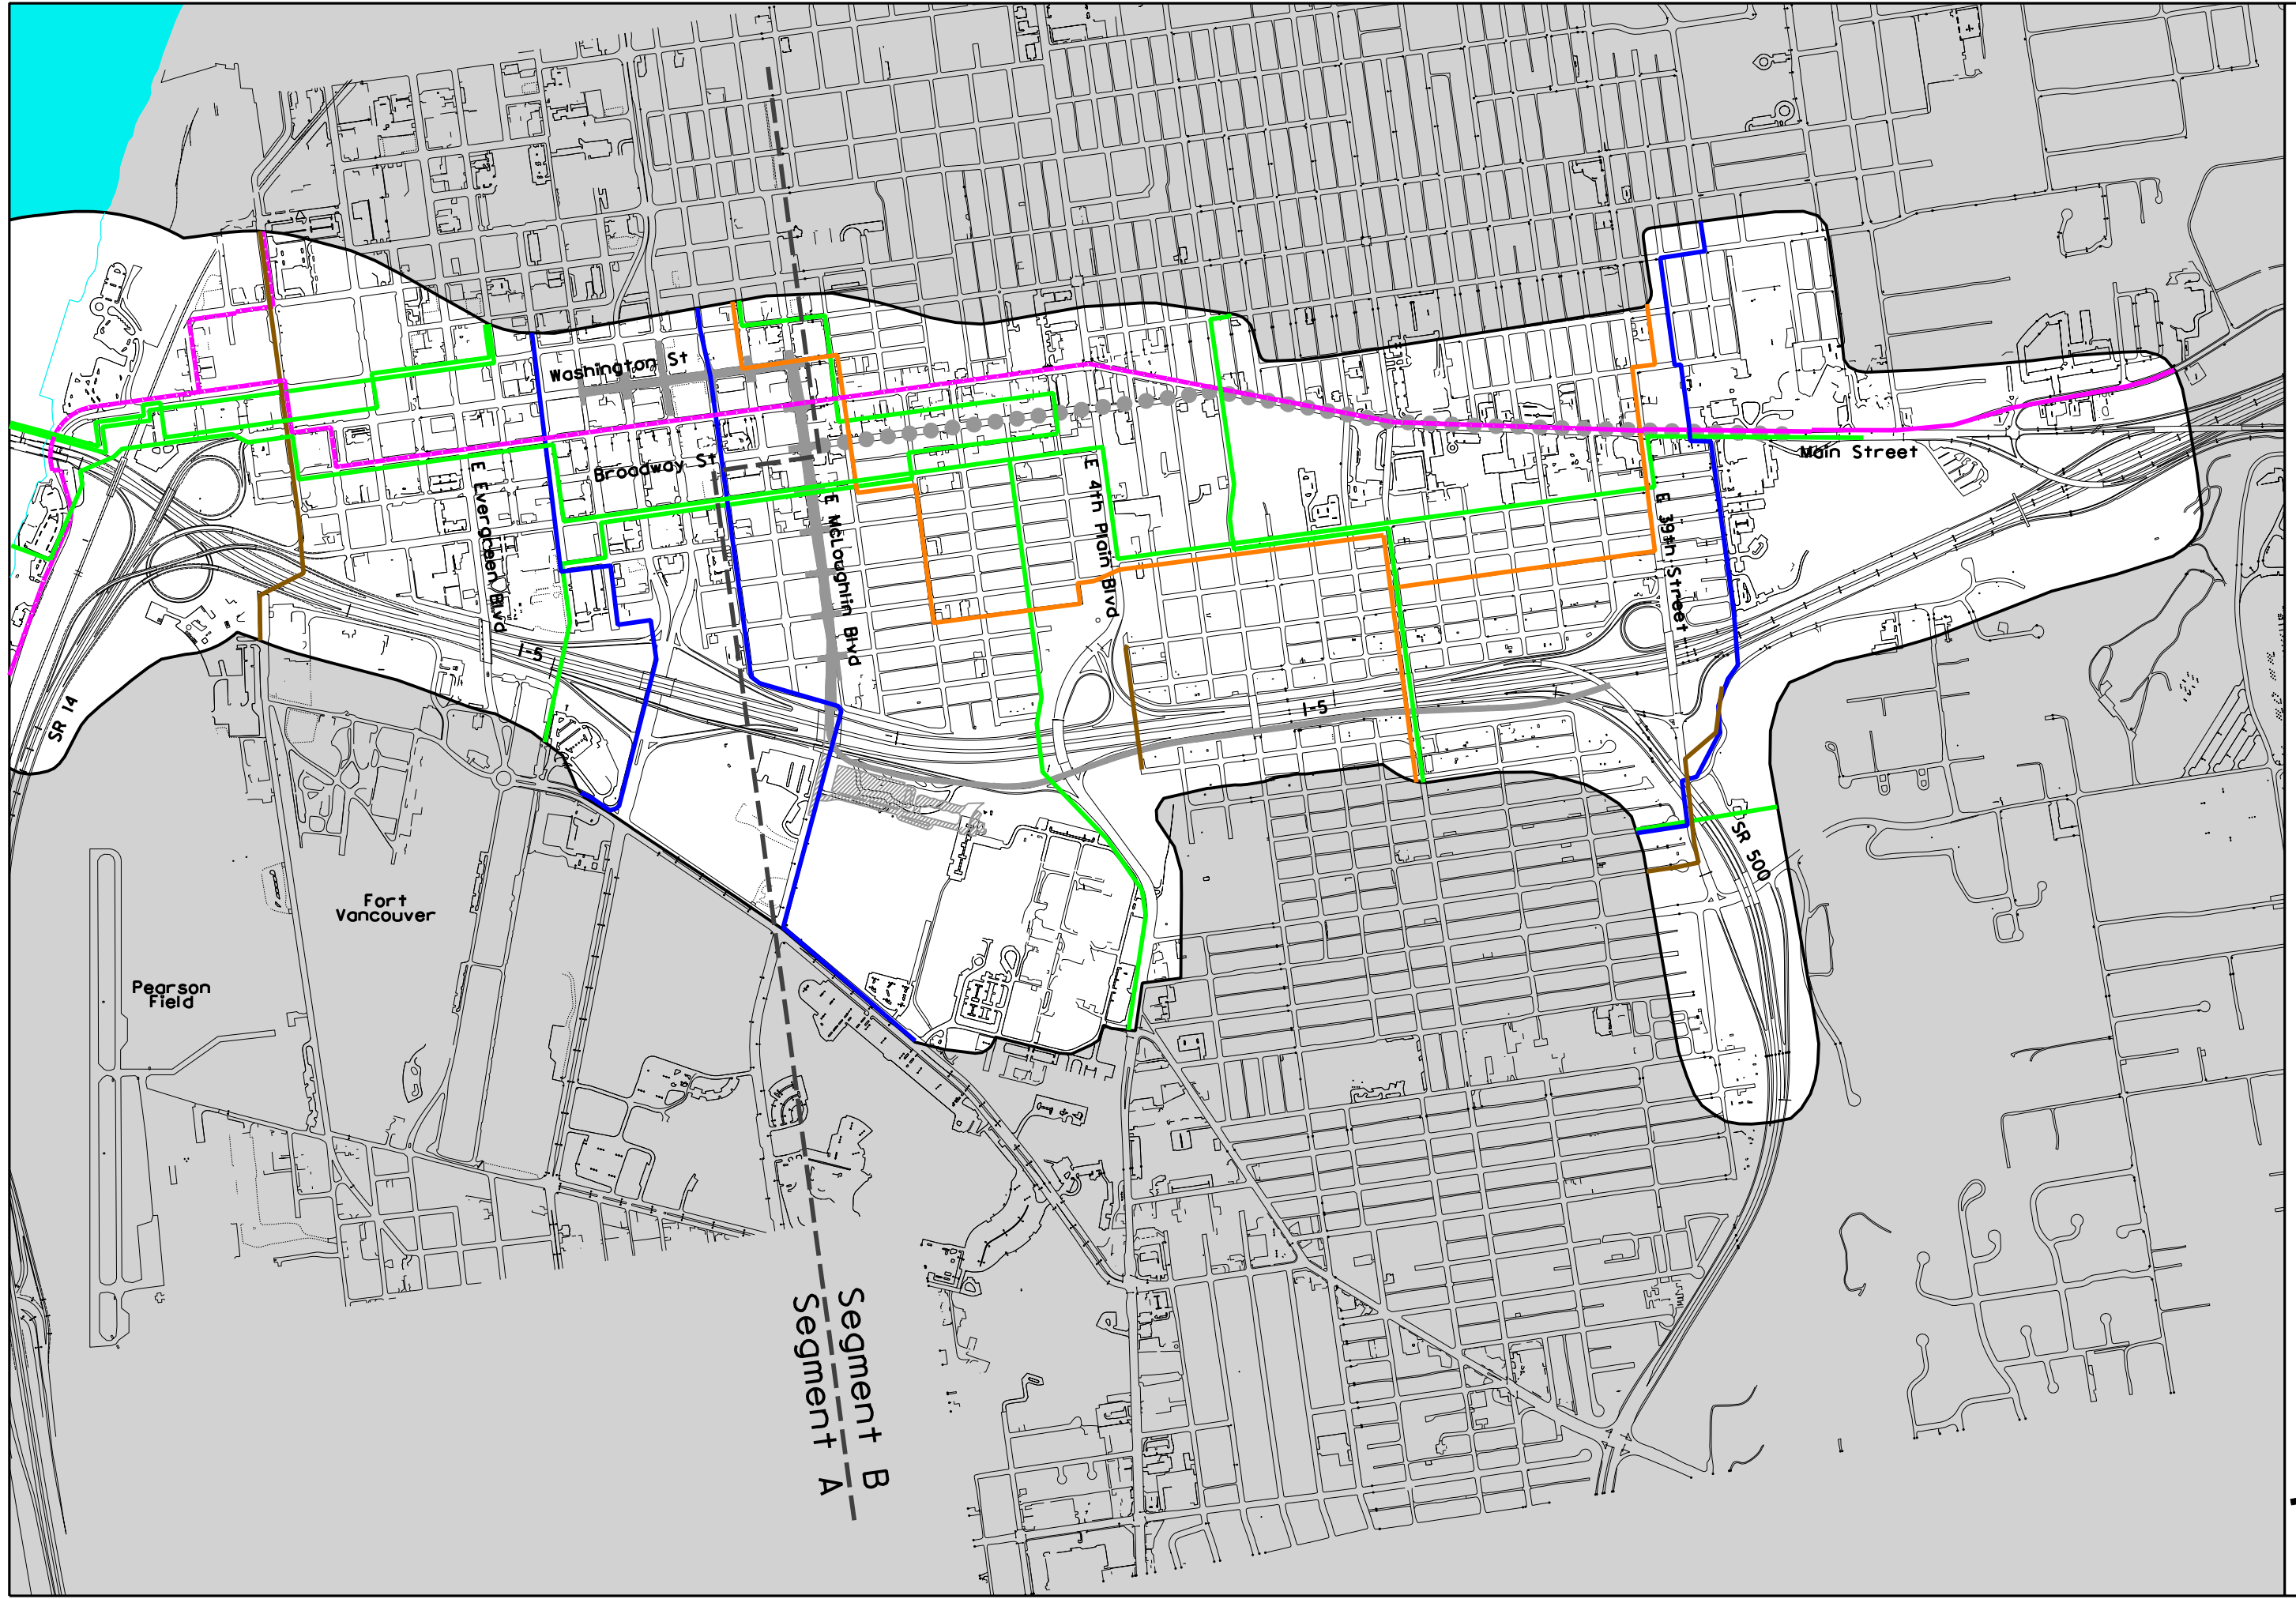 Washington St
Broadway St
Main Street
E Evergreen Blvd
E McLoughlin Blvd
E 4th Plain Blvd
E 39th Street
I-5
I-5
SR 14
SR 500
Fort
Vancouver
Pearson
Field
Segment B
Segment A